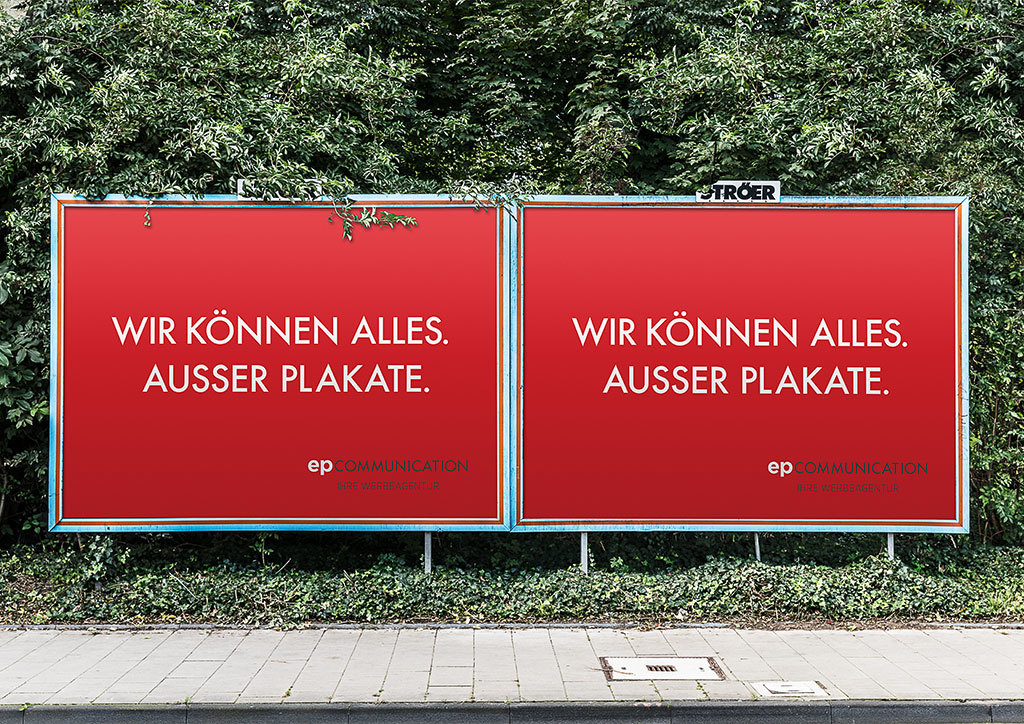 STRÖER
WIR KÖNNEN ALLES.
AUSSER PLAKATE.
epCOMMUNICATION
IHRE WERBEAGENTUR
WIR KÖNNEN ALLES.
AUSSER PLAKATE.
epCOMMUNICATION
IHRE WERBEAGENTUR